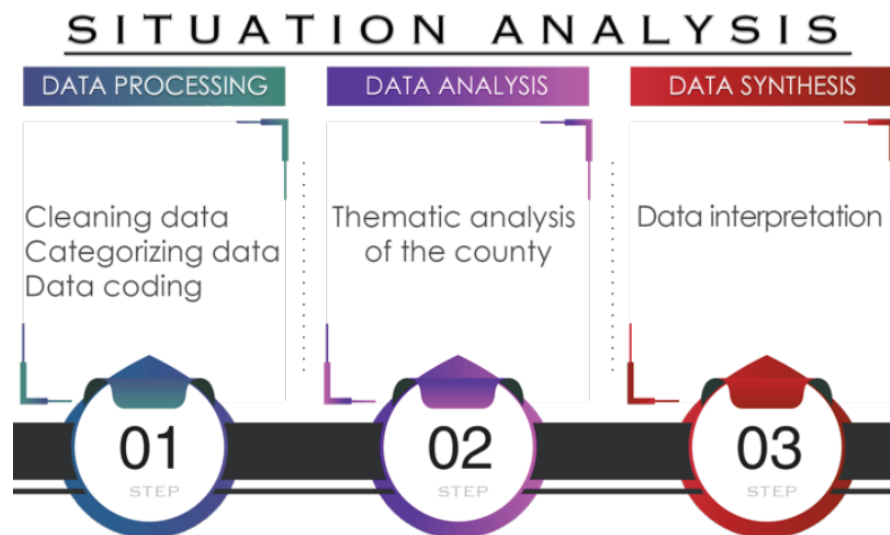 SITUATION ANALYSIS
DATA PROCESSING
Cleaning data
Categorizing data
Data coding
01
STEP
DATA ANALYSIS
Thematic analysis
of the county
02
STEP
DATA SYNTHESIS
Data interpretation
03
STEP